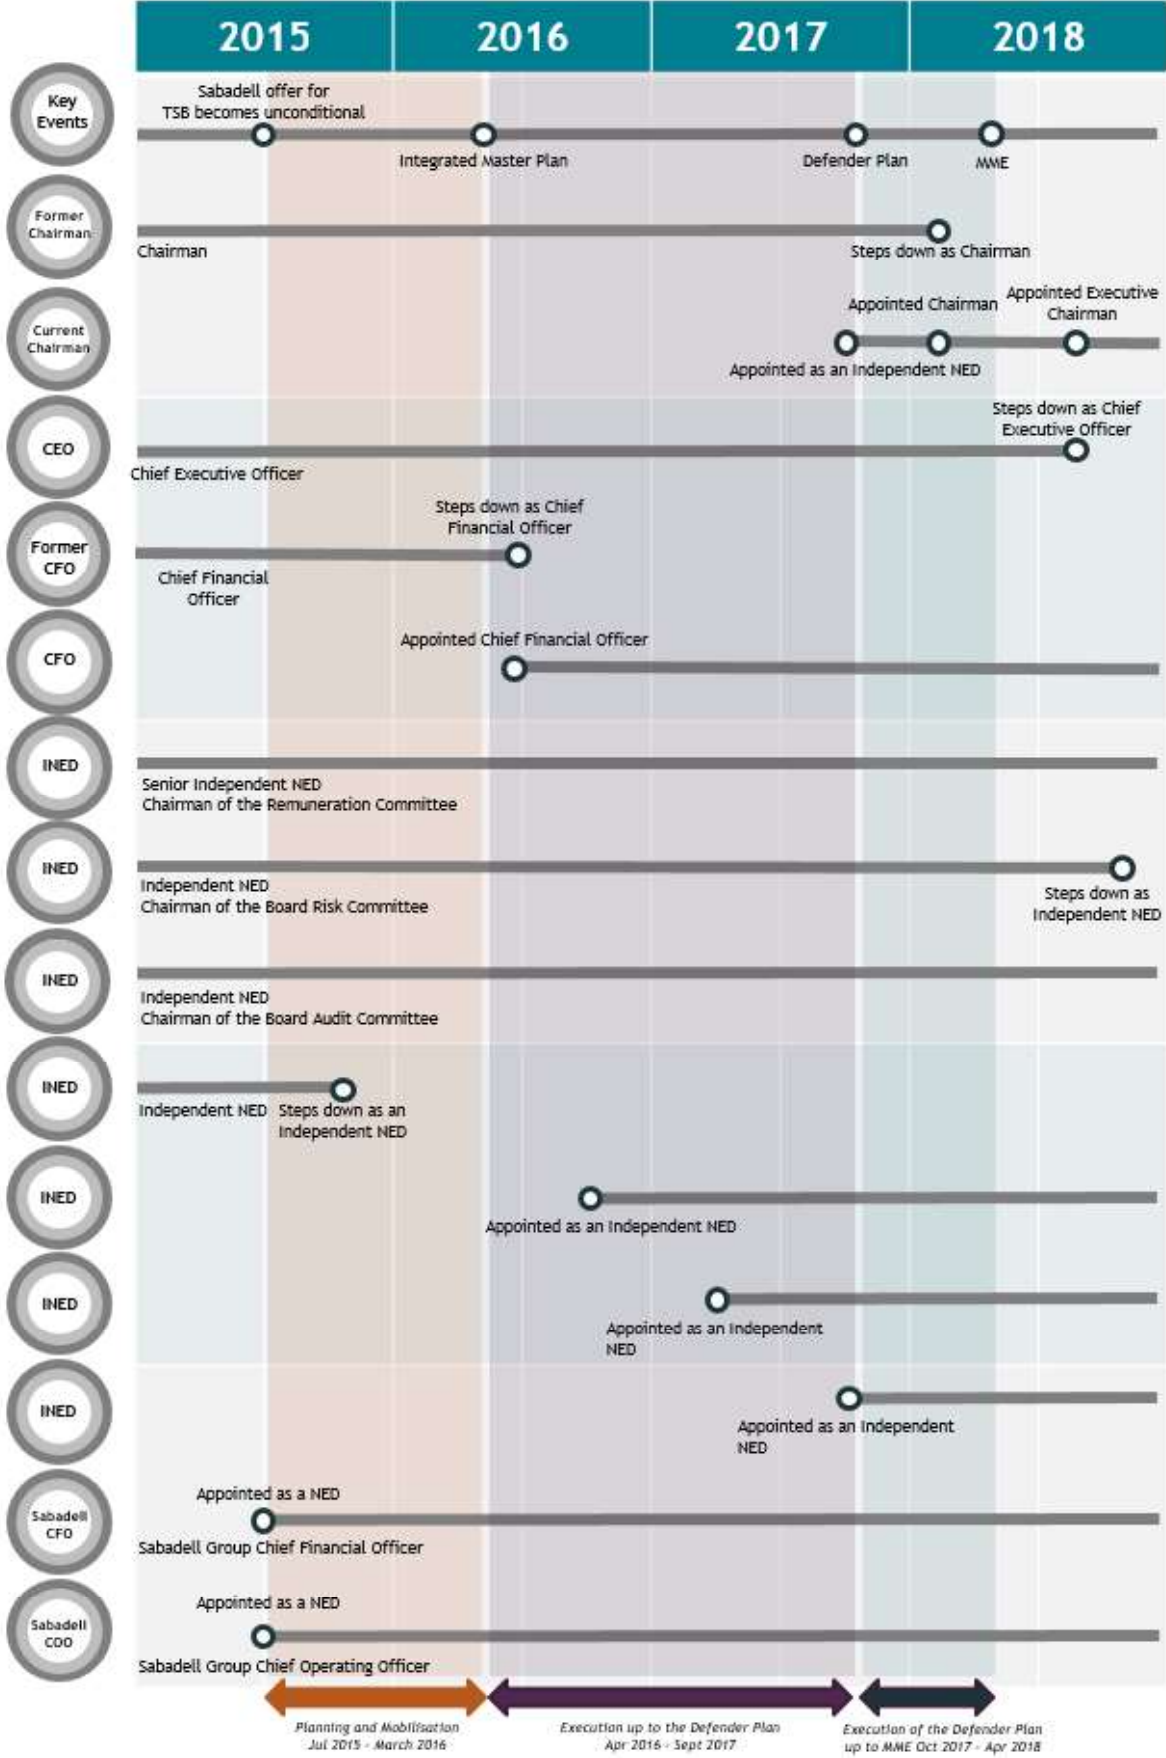 2015 2016 2017 2018
Key
Events
Sabadell offer for
TSB becomes unconditional
Integrated Master Plan
Defender Plan
MME
Former
Chairman
Chairman
Steps down as Chairman
Current
Chairman
Appointed as an Independent NED
Appointed Chairman
Appointed Executive
Chairman
CEO
Chief Executive Officer
Steps down as Chief
Executive Officer
Former
CFO
Chief Financial
Officer
Steps down as Chief
Financial Officer
CFO
Appointed Chief Financial Officer
INED
Senior Independent NED
Chairman of the Remuneration Committee
INED
Independent NED
Chairman of the Board Risk Committee
Steps down as
Independent NED
INED
Independent NED
Chairman of the Board Audit Committee
INED
Independent NED
Steps down as an
Independent NED
INED
Appointed as an Independent NED
INED
Appointed as an Independent
NED
INED
Appointed as an Independent
NED
Sabadell
CFO
Appointed as a NED
Sabadell Group Chief Financial Officer
Sabadell
COO
Appointed as a NED
Sabadell Group Chief Operating Officer
Planning and Mobilisation
Jul 2015 - March 2016
Execution up to the Defender Plan
Apr 2016 - Sept 2017
Execution of the Defender Plan
up to MME Oct 2017 - Apr 2018